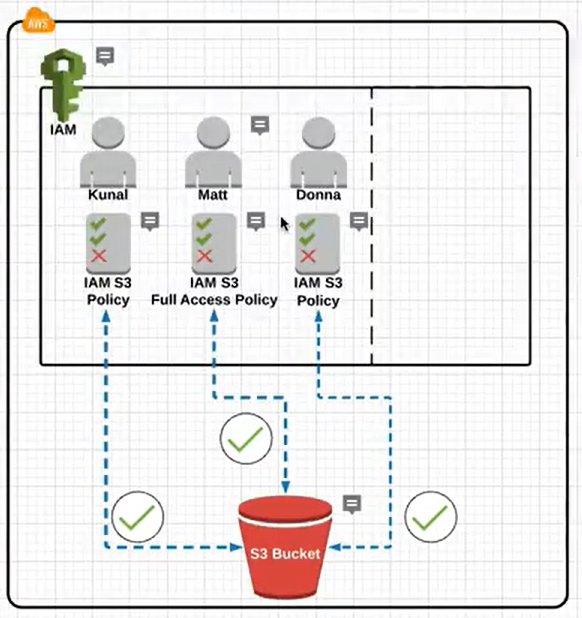 AWS
IAM
Kunal
Matt
Donna
IAM S3
Policy
IAM S3
Full Access Policy
IAM S3
Policy
S3 Bucket